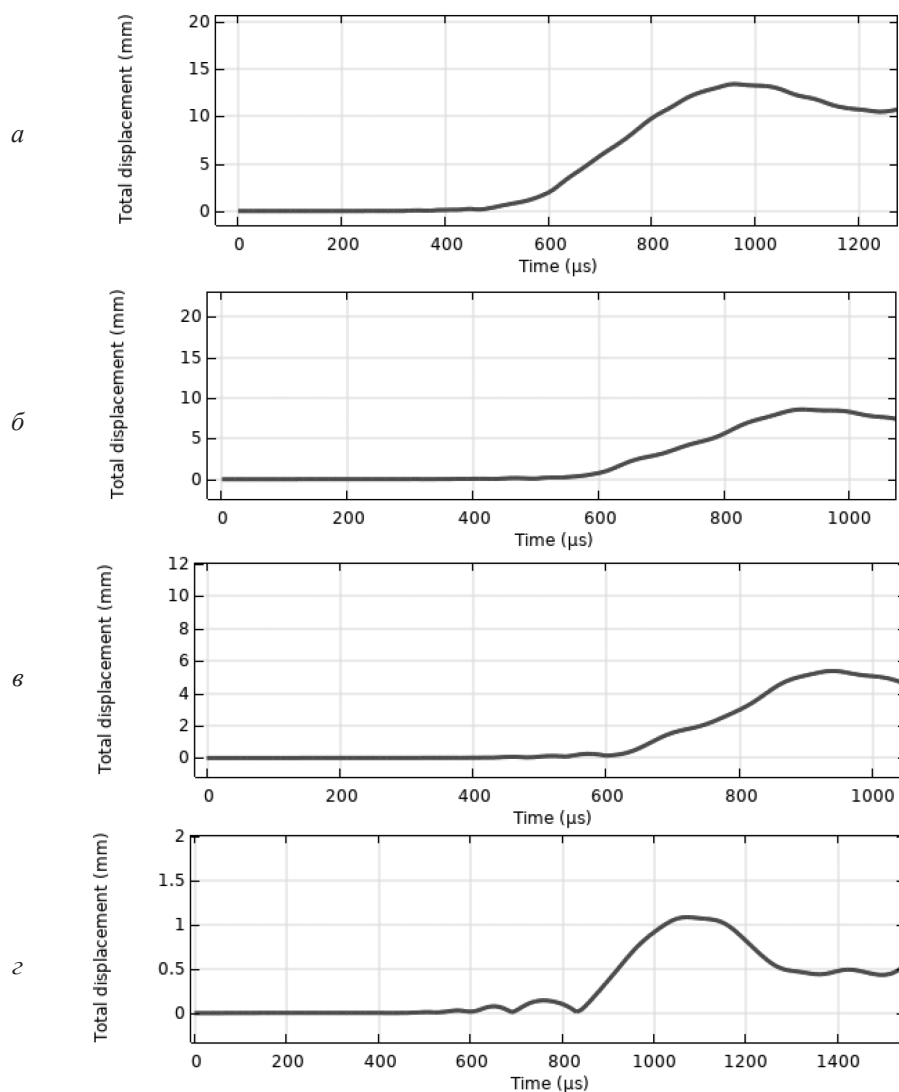 20
15
10
5
0
Total displacement (mm)
а
0 200 400 600 800 1000 1200
Time (µs)
20
15
10
5
0
Total displacement (mm)
б
0 200 400 600 800 1000
Time (µs)
12
10
8
6
4
2
0
Total displacement (mm)
в
0 200 400 600 800 1000
Time (µs)
2
1.5
1
0.5
0
Total displacement (mm)
г
0 200 400 600 800 1000 1200 1400
Time (µs)